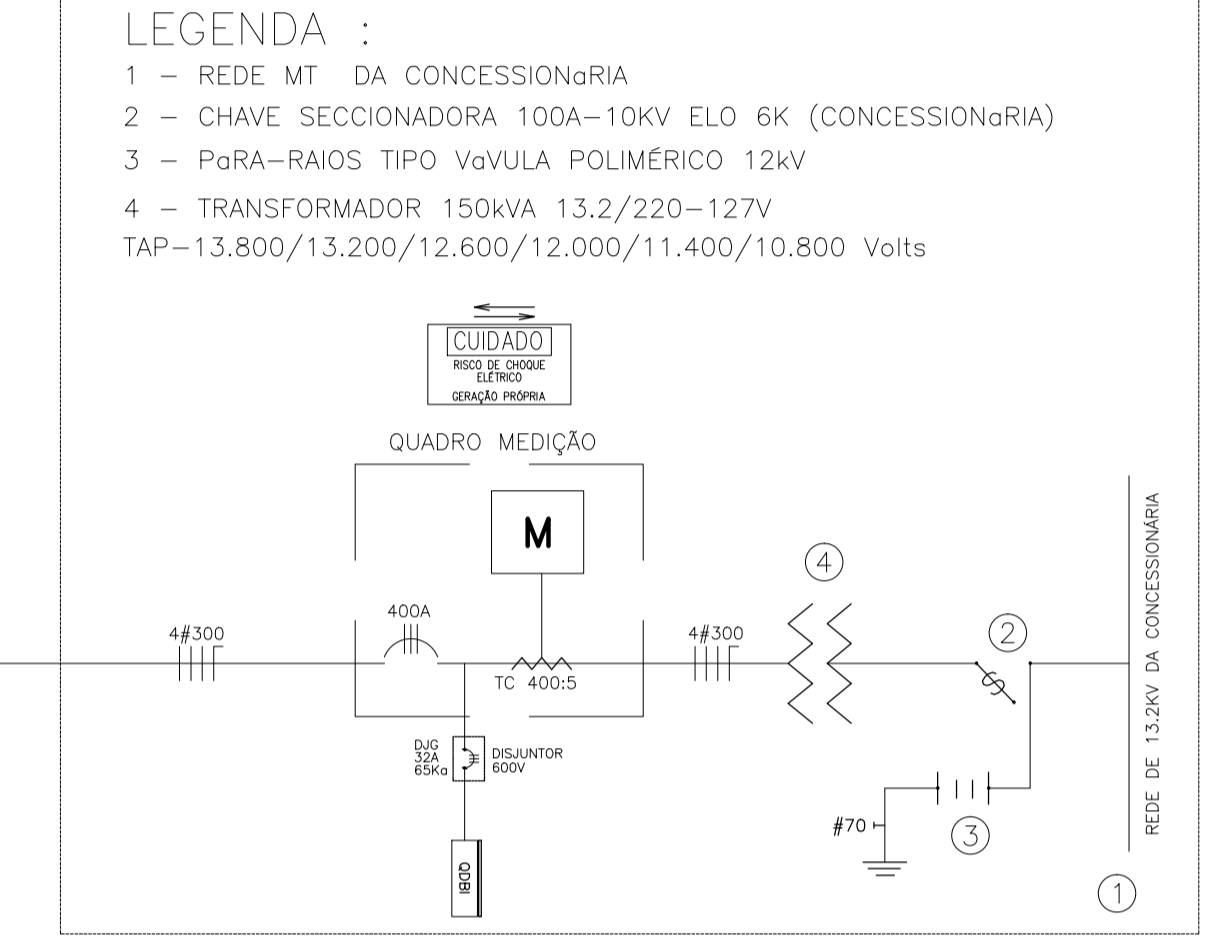 LEGENDA :
1 – REDE MT DA CONCESSIONaRIA
2 – CHAVE SECCIONADORA 100A–10KV ELO 6K (CONCESSIONaRIA)
3 – PaRA–RAIOS TIPO VaVULA POLIMÉRICO 12kV
4 – TRANSFORMADOR 150kVA 13.2/220–127V
TAP–13.800/13.200/12.600/12.000/11.400/10.800 Volts
CUIDADO
RISCO DE CHOQUE
ELÉTRICO
GERAÇÃO PRÓPRIA
QUADRO MEDIÇÃO
M
4
400A
2
4#300
4#300
TC 400:5
DJG
32A
65Ka
DISJUNTOR
600V
#70
3
QDBI
1
REDE DE 13.2KV DA CONCESSIONÁRIA